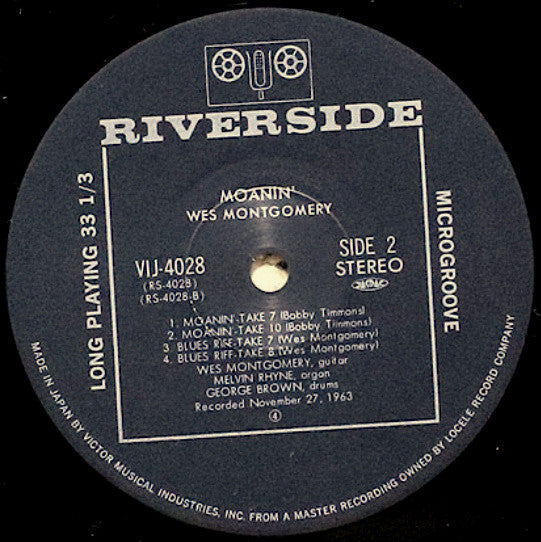 RIVERSIDE
LONG PLAYING 33 1/3
MICROGROOVE
MOANIN'
WES MONTGOMERY
VIJ-4028
(RS-4028)
(RS-4028-B)
SIDE 2
STEREO
1. MOANIN'-TAKE 7 (Bobby Timmons)
2. MOANIN'-TAKE 10 (Bobby Timmons)
3. BLUES RIFF-TAKE 7 (Wes Montgomery)
4. BLUES RIFF-TAKE 8 (Wes Montgomery)
WES MONTGOMERY, guitar
MELVIN RHYNE, organ
GEORGE BROWN, drums
Recorded November 27, 1963
④
MADE IN JAPAN BY VICTOR MUSICAL INDUSTRIES, INC. FROM A MASTER RECORDING OWNED BY LOCELE RECORD COMPANY